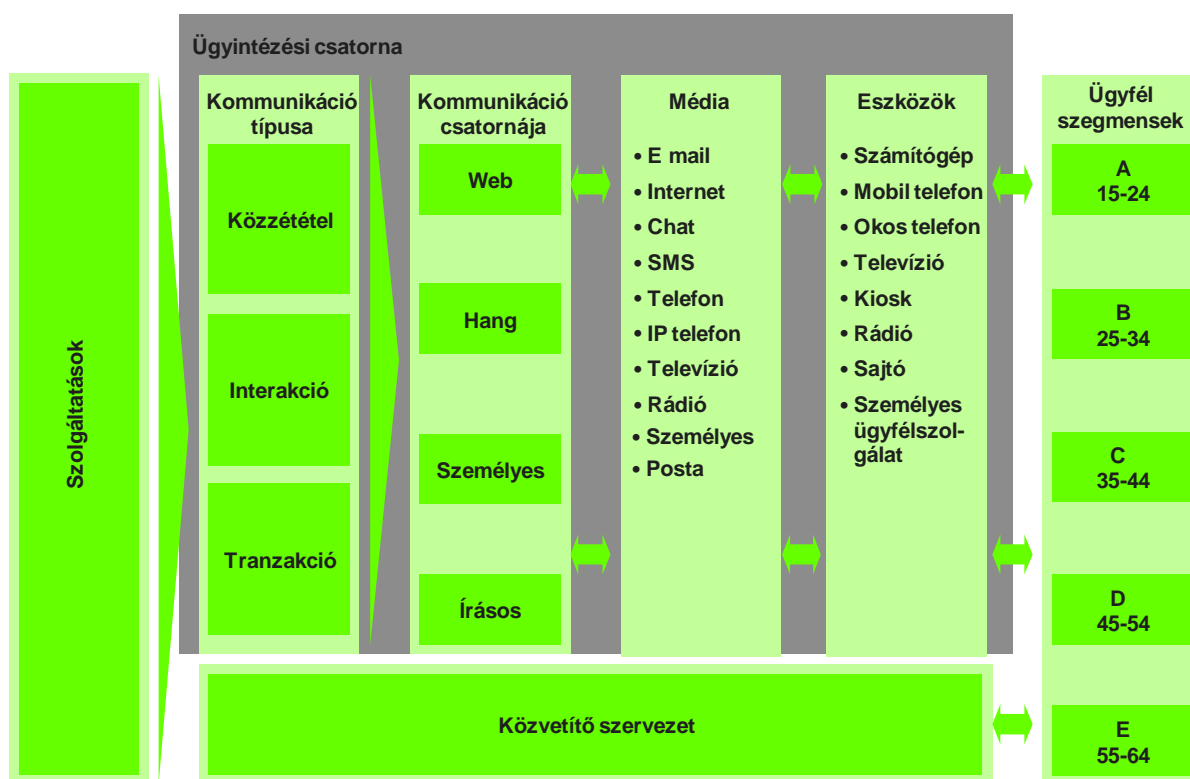 Ügyintézési csatorna
Szolgáltatások
Kommunikáció
típusa
Közzététel
Interakció
Tranzakció
Kommunikáció
csatornája
Web
Hang
Személyes
Írásos
Média
• E mail
• Internet
• Chat
• SMS
• Telefon
• IP telefon
• Televízió
• Rádió
• Személyes
• Posta
Eszközök
• Számítógép
• Mobil telefon
• Okos telefon
• Televízió
• Kiosk
• Rádió
• Sajtó
• Személyes
ügyfélszol-
gálat
Ügyfél
szegmensek
A
15-24
B
25-34
C
35-44
D
45-54
E
55-64
Közvetítő szervezet